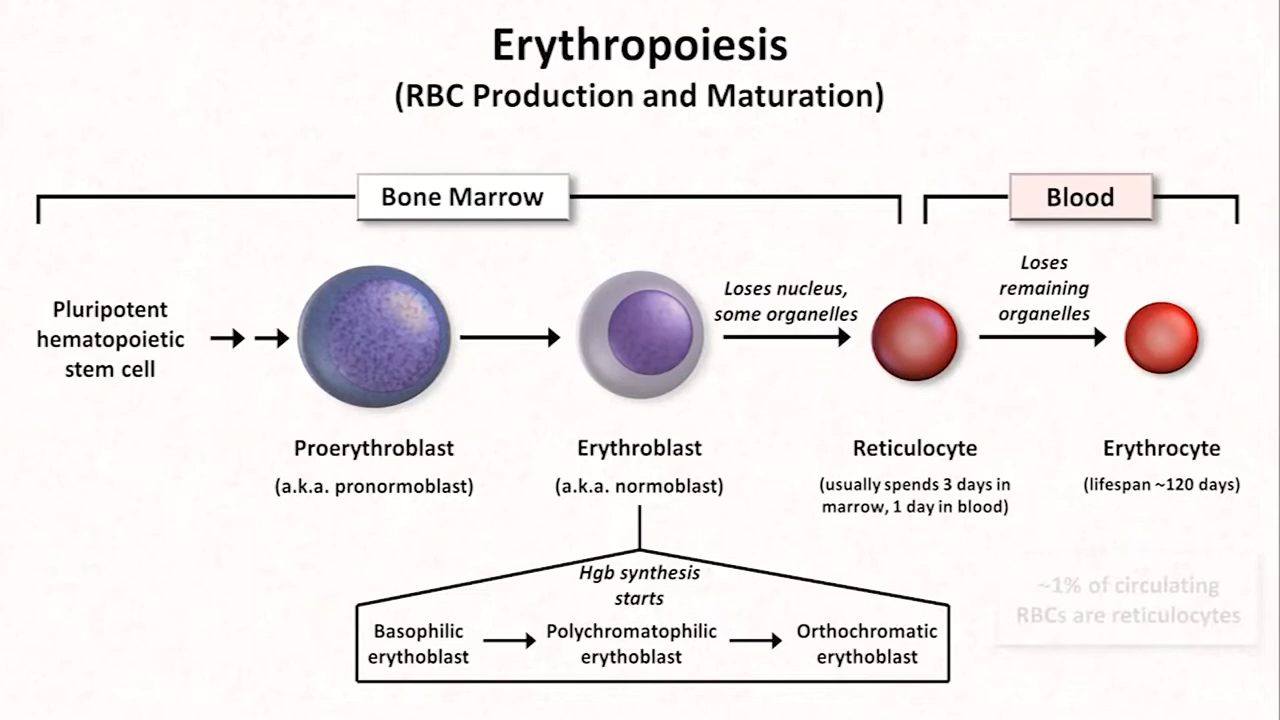 Erythropoiesis
(RBC Production and Maturation)
Bone Marrow
Blood
Pluripotent
hematopoietic
stem cell
Loses nucleus,
some organelles
Loses
remaining
organelles
Proerythroblast
(a.k.a. pronormoblast)
Erythroblast
(a.k.a. normoblast)
Reticulocyte
(usually spends 3 days in
marrow, 1 day in blood)
Erythrocyte
(lifespan ~120 days)
Hgb synthesis
starts
Basophilic
erythoblast
Polychromatophilic
erythoblast
Orthochromatic
erythoblast
~1% of circulating
RBCs are reticulocytes